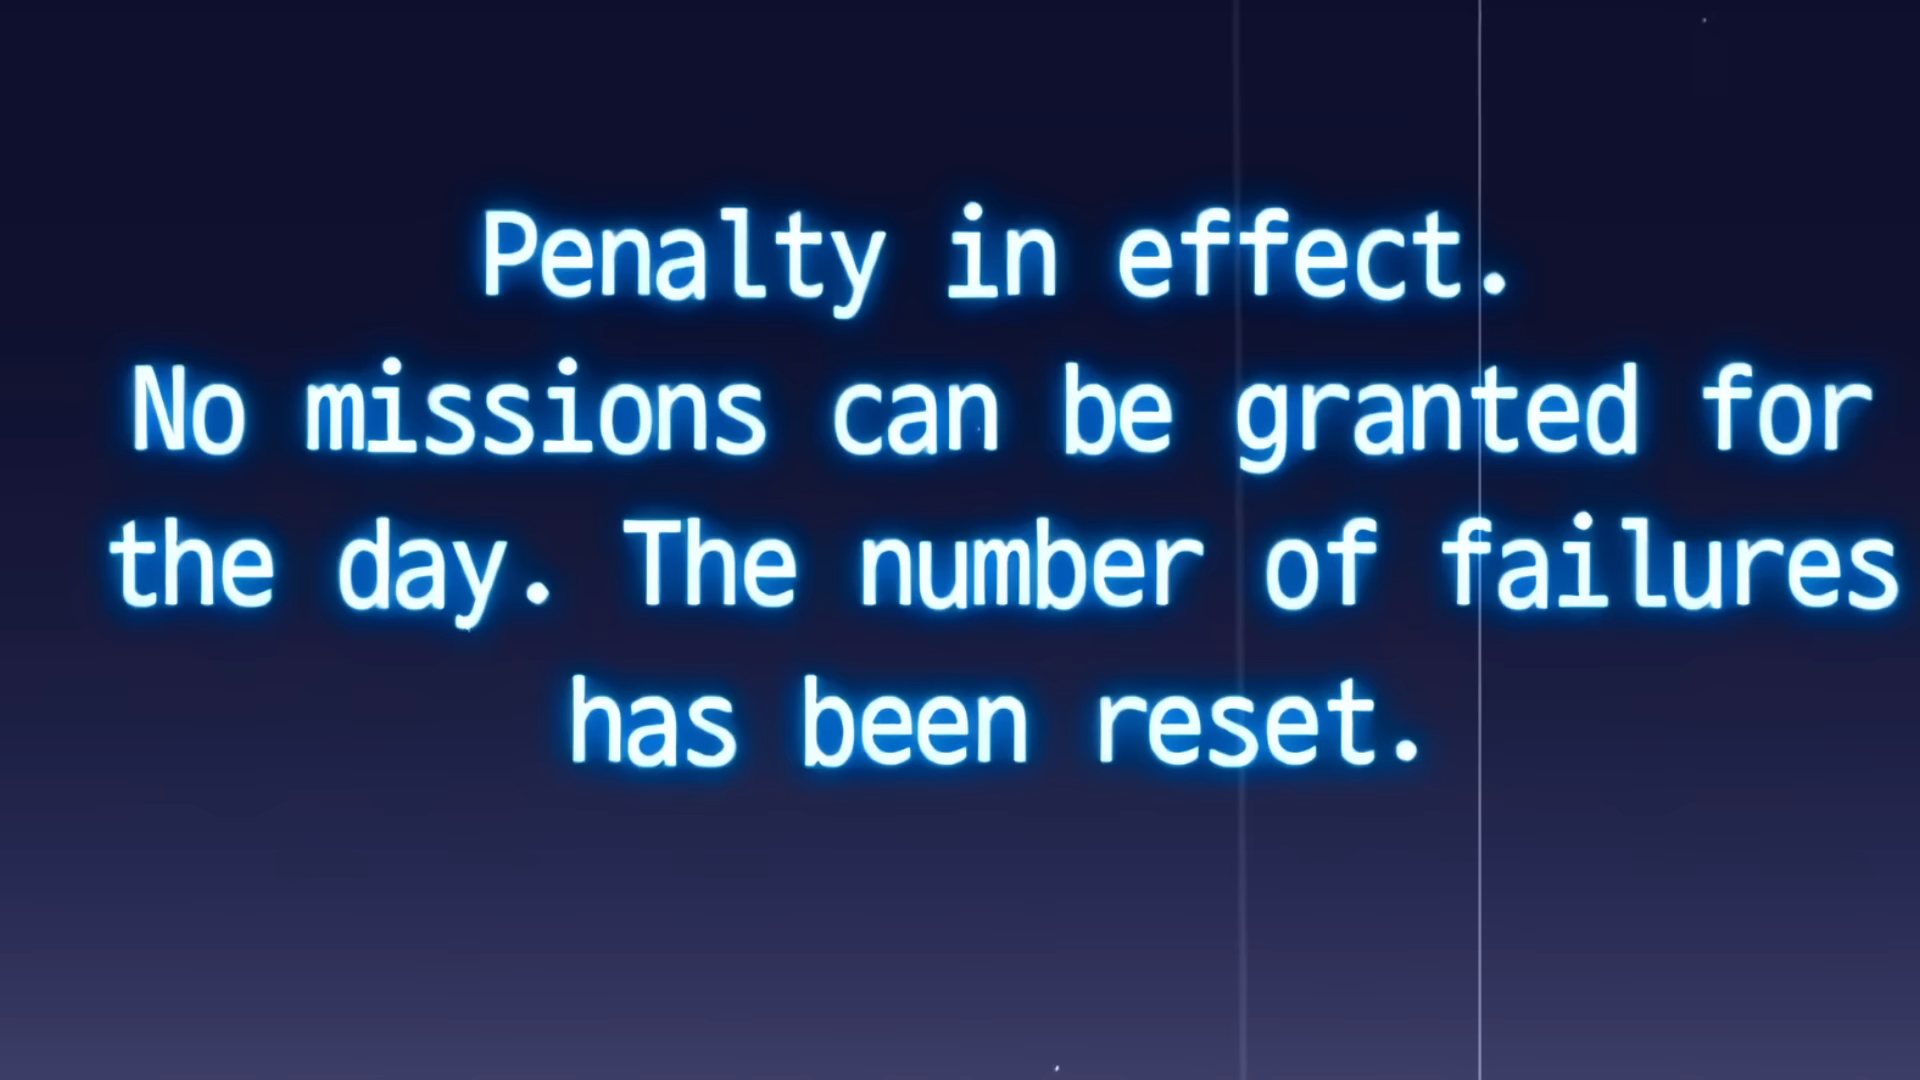 Penalty in effect.
No missions can be granted for
the day. The number of failures
has been reset.